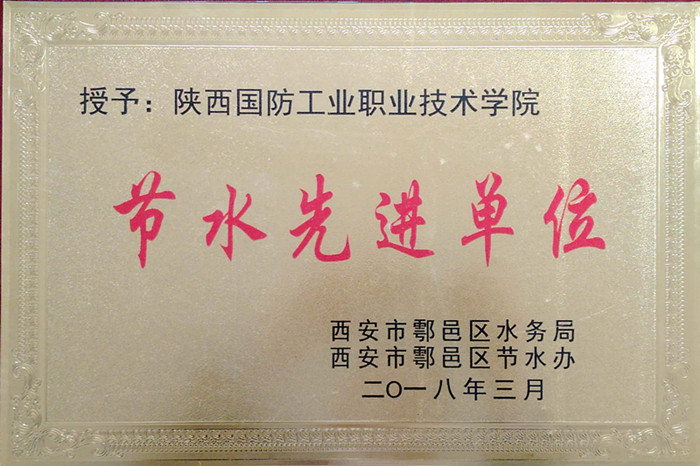 授予：陕西国防工业职业技术学院
节水先进单位
西安市鄠邑区水务局
西安市鄠邑区节水办
二〇一八年三月